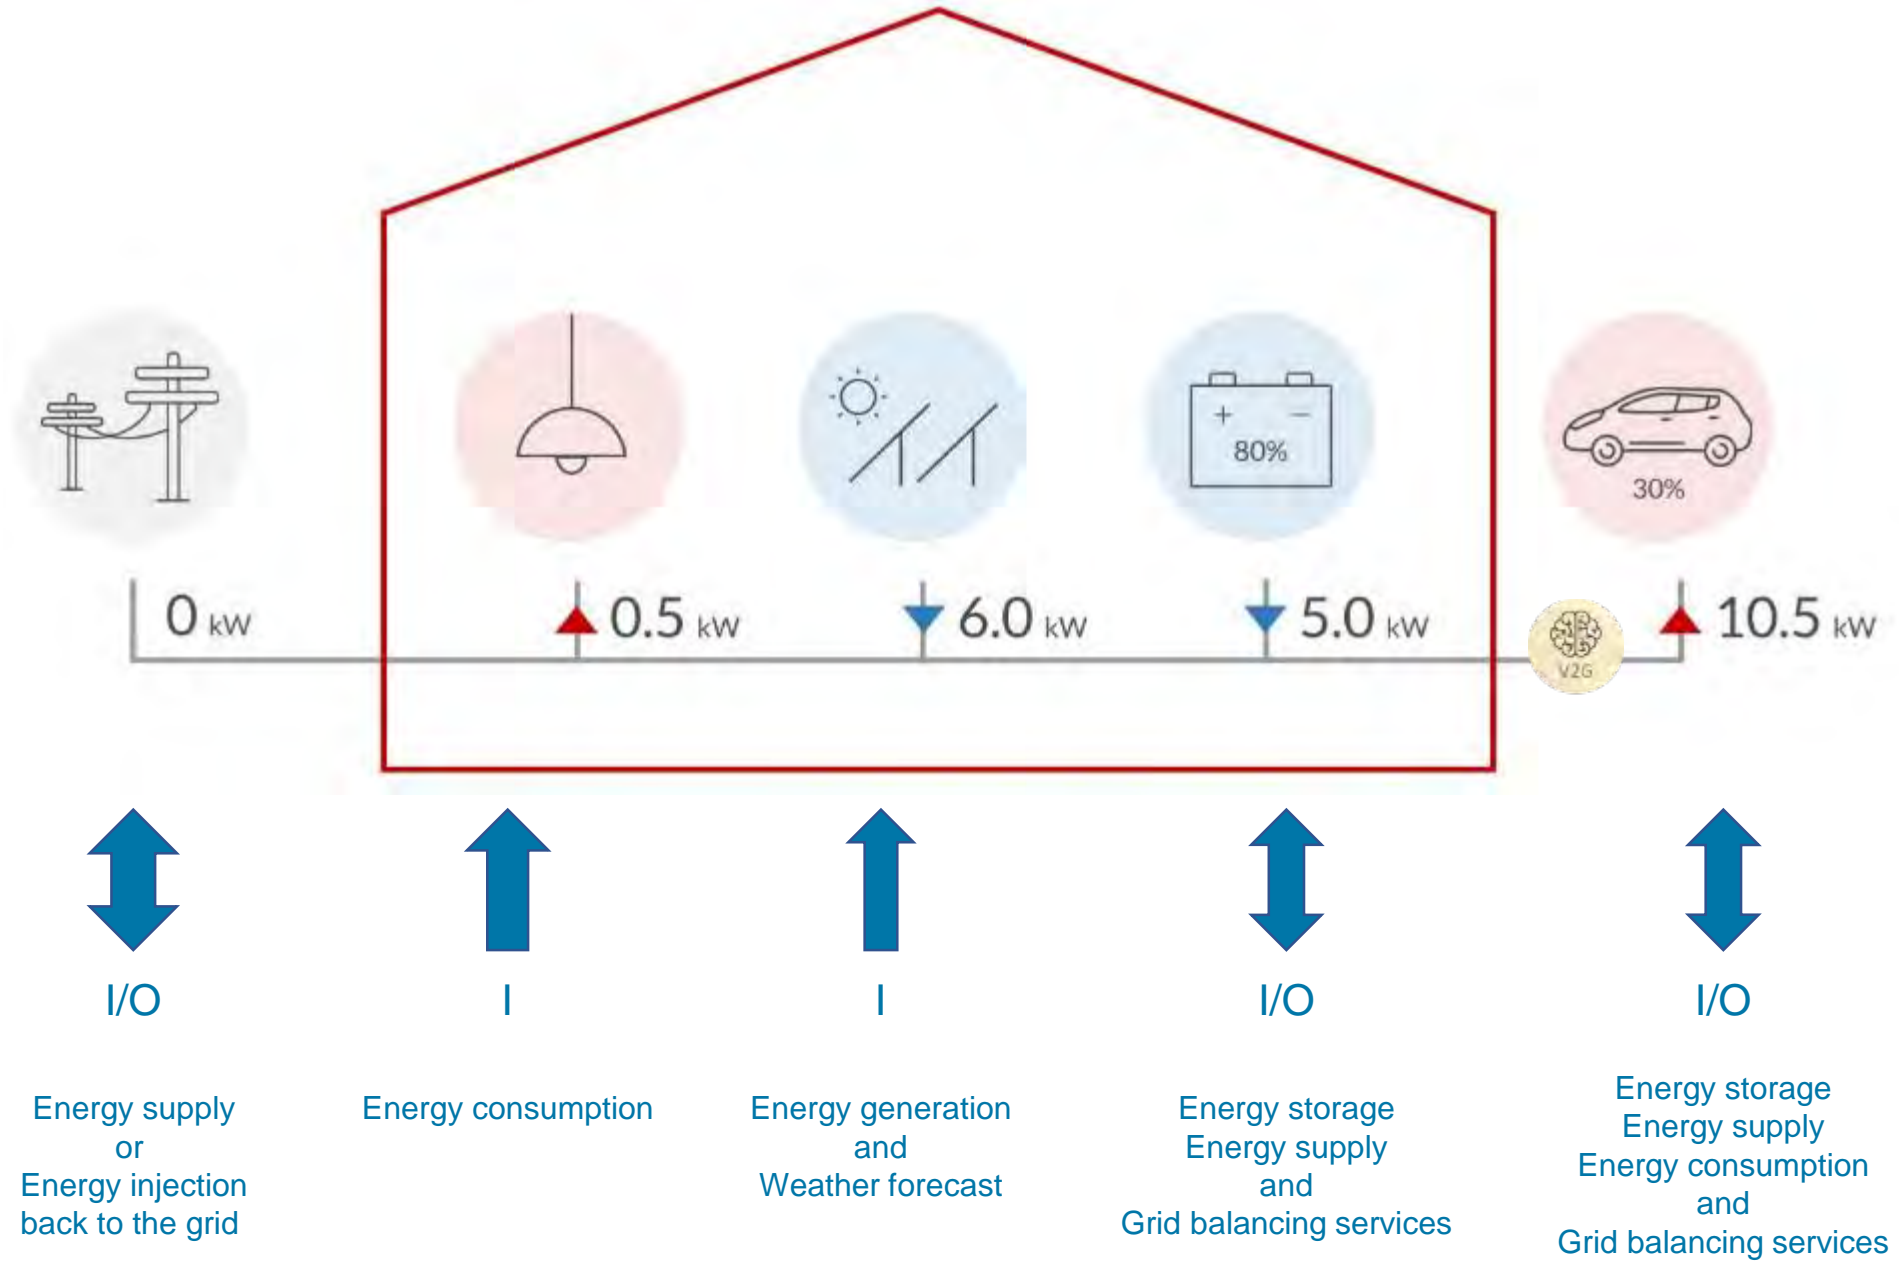 + −
80%
30%
0 kW
0.5 kW
6.0 kW
5.0 kW
V2G
10.5 kW
I/O
I
I
I/O
I/O
Energy supply
or
Energy injection
back to the grid
Energy consumption
Energy generation
and
Weather forecast
Energy storage
Energy supply
and
Grid balancing services
Energy storage
Energy supply
Energy consumption
and
Grid balancing services